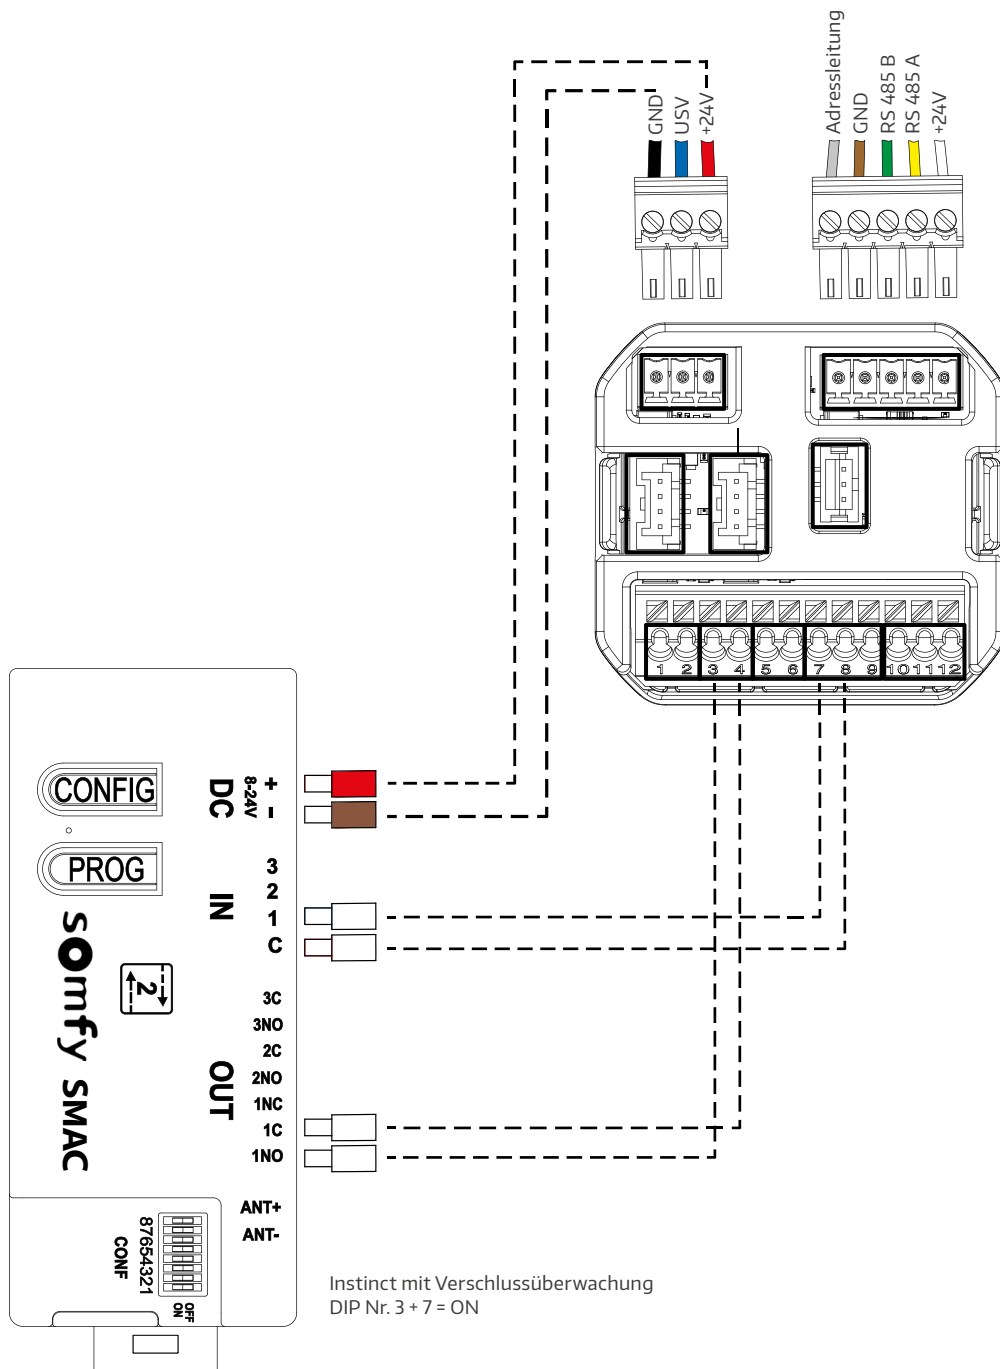 GND
USV
+24V
Adressleitung
GND
RS 485 B
RS 485 A
+24V
1 2 3 4 5 6 7 8 9 10 11 12
CONFIG
PROG
DC
8-24V
+
-
IN
3
2
1
C
2
somfy SMAC
OUT
3C
3NO
2C
2NO
1NC
1C
1NO
ANT+
ANT-
87654321
CONF
OFF
ON
Instinct mit Verschlussüberwachung
DIP Nr. 3 + 7 = ON